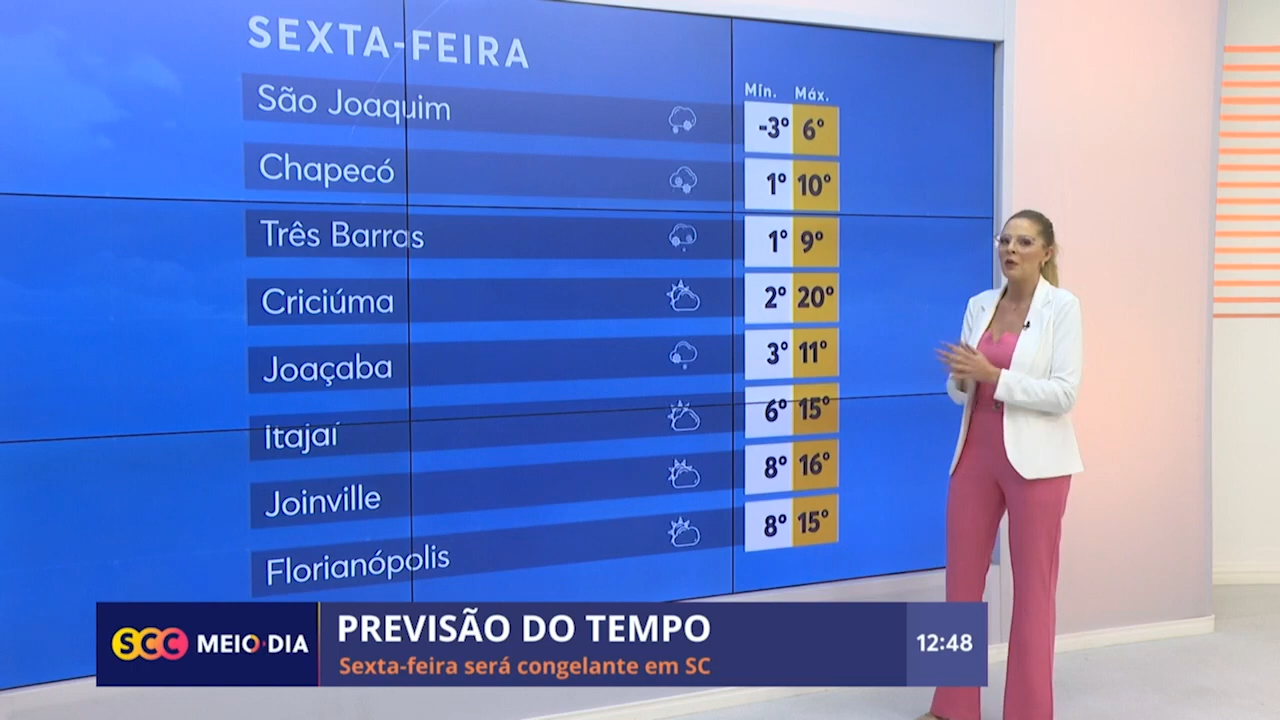 SEXTA-FEIRA
Mín. Máx.
São Joaquim -3° 6°
Chapecó 1° 10°
Três Barras 1° 9°
Criciúma 2° 20°
Joaçaba 3° 11°
Itajaí 6° 15°
Joinville 8° 16°
Florianópolis 8° 15°
SCC MEIO-DIA
PREVISÃO DO TEMPO
Sexta-feira será congelante em SC
12:48